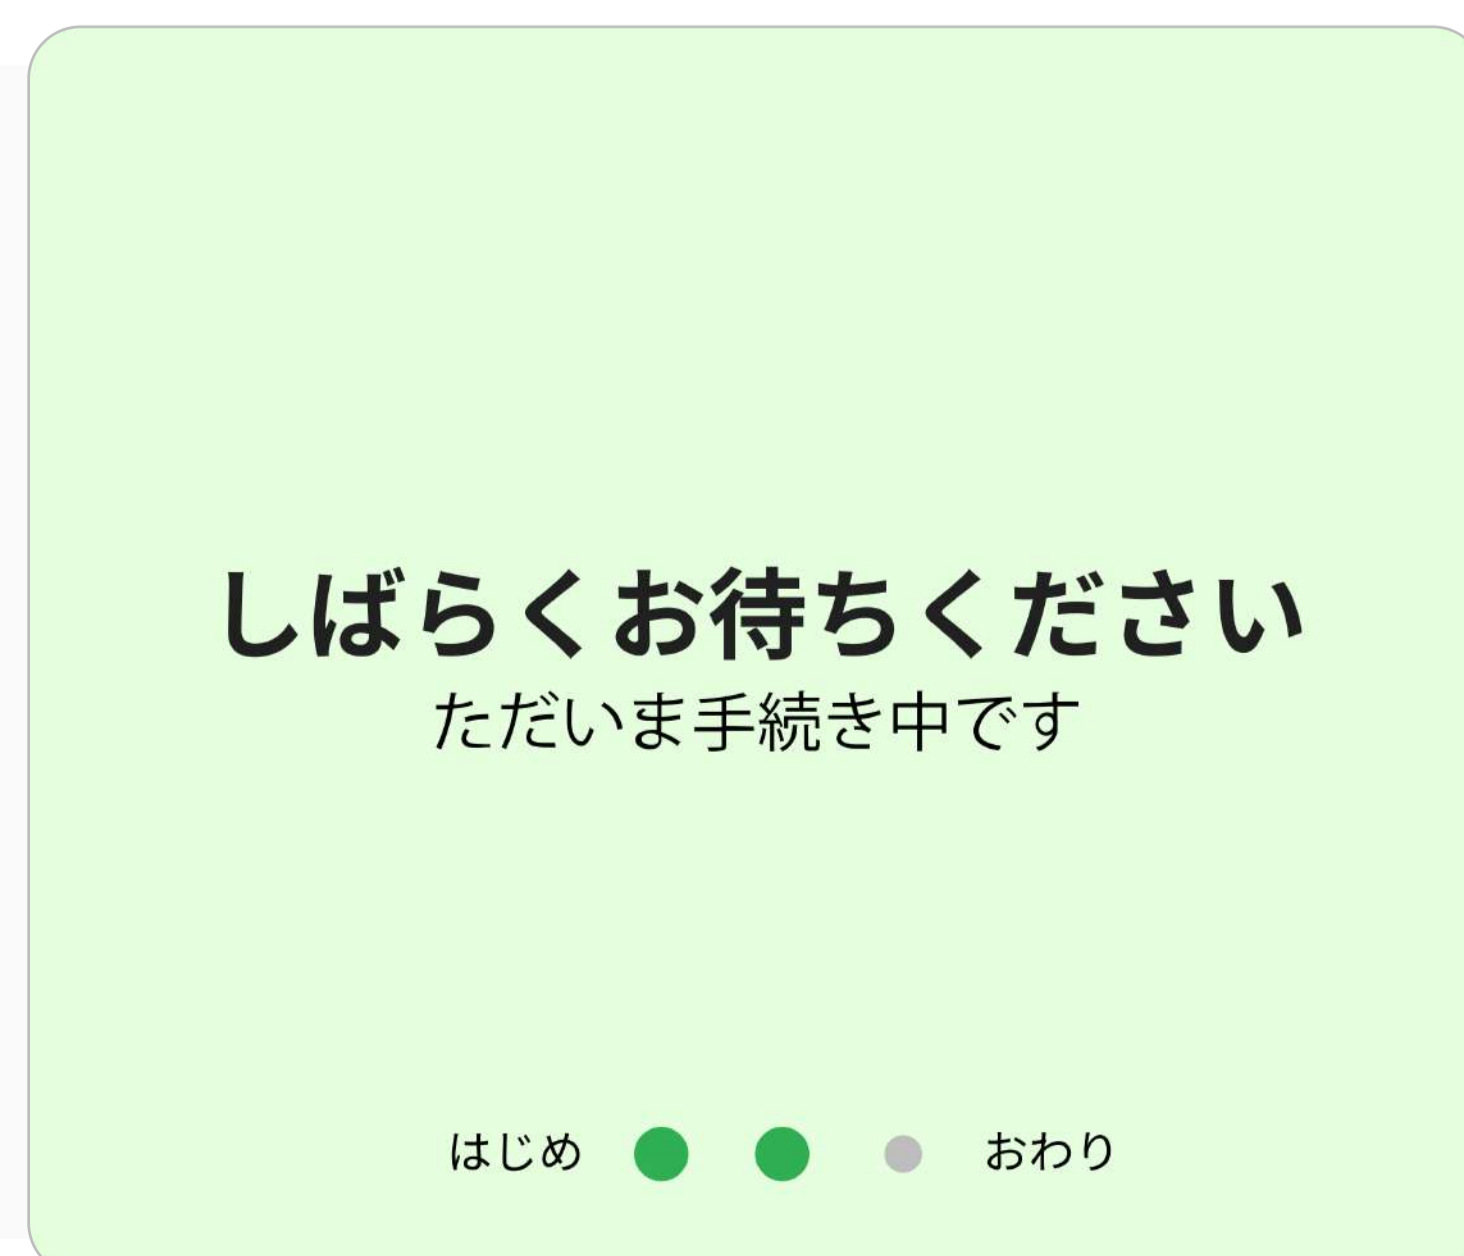 しばらくお待ちください
ただいま手続き中です
はじめ おわり